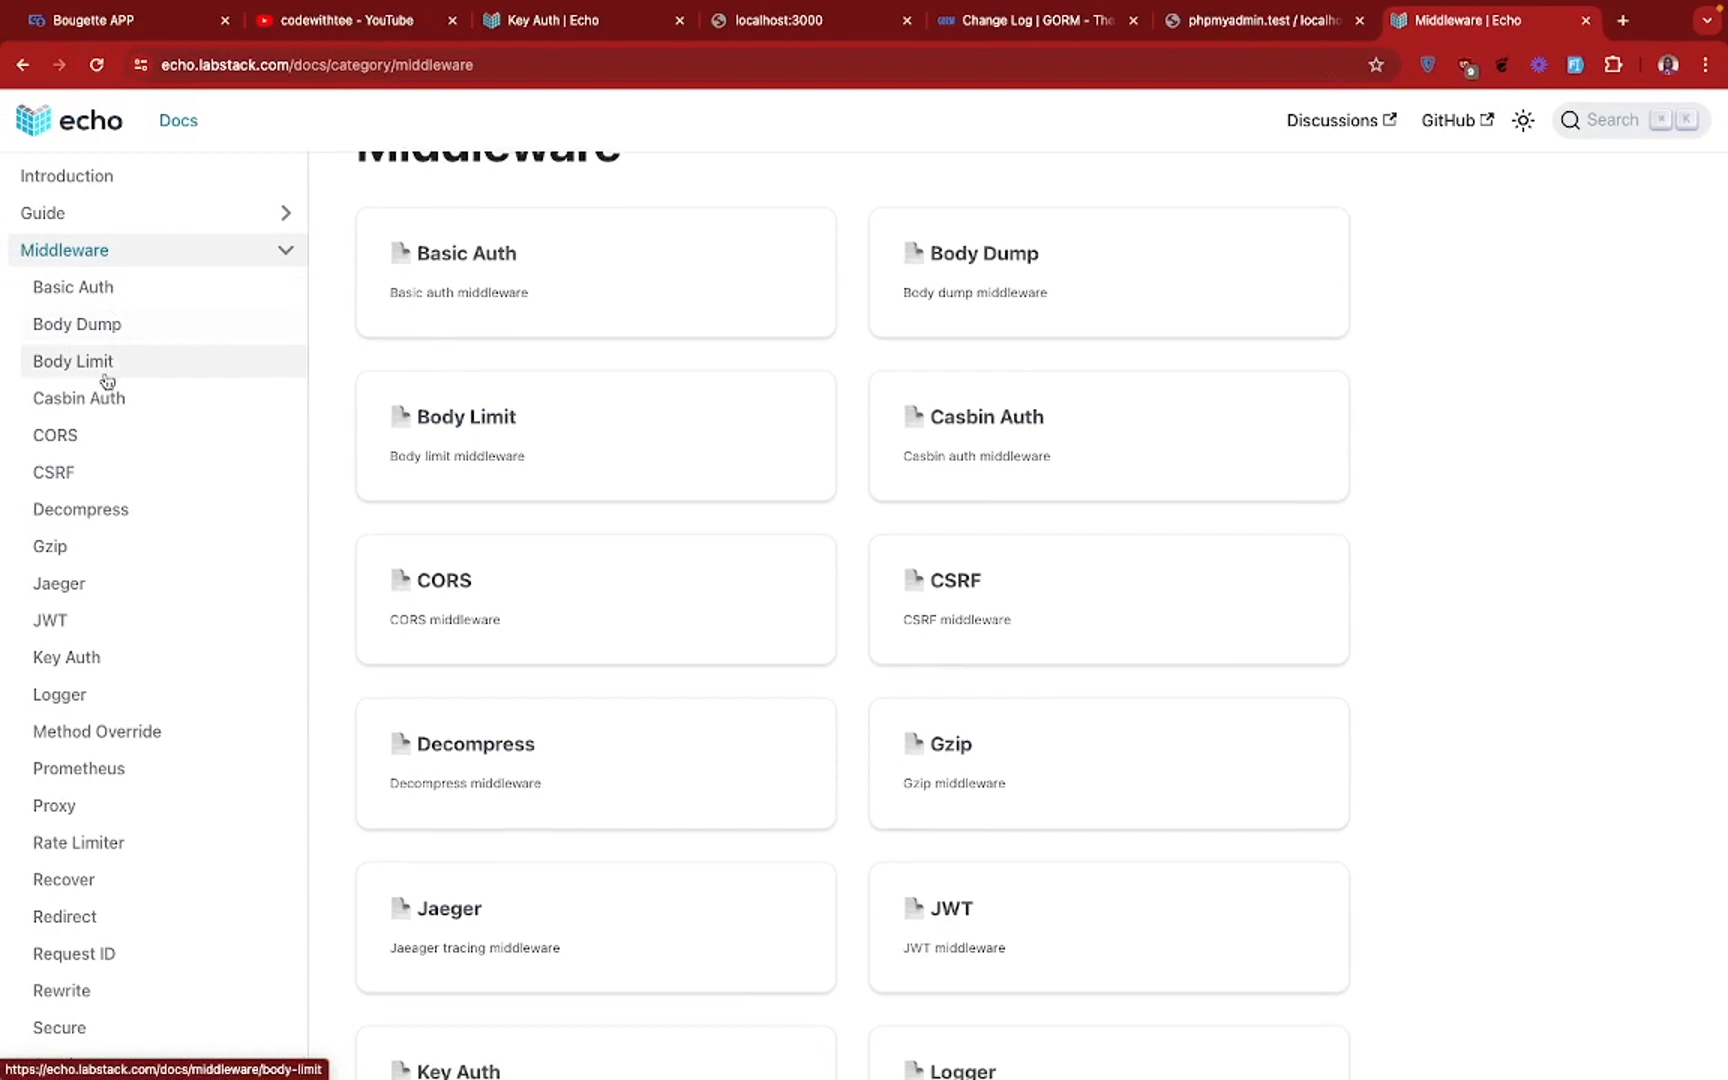 Bougette APP
codewithtee - YouTube
Key Auth | Echo
localhost:3000
Change Log | GORM - The
phpmyadmin.test / localho
Middleware | Echo
echo.labstack.com/docs/category/middleware
9
echo
Docs
Discussions
GitHub
Search
K
Introduction
Guide
Middleware
Basic Auth
Body Dump
Body Limit
Casbin Auth
CORS
CSRF
Decompress
Gzip
Jaeger
JWT
Key Auth
Logger
Method Override
Prometheus
Proxy
Rate Limiter
Recover
Redirect
Request ID
Rewrite
Secure
https://echo.labstack.com/docs/middleware/body-limit
Middleware
Basic Auth
Basic auth middleware
Body Dump
Body dump middleware
Body Limit
Body limit middleware
Casbin Auth
Casbin auth middleware
CORS
CORS middleware
CSRF
CSRF middleware
Decompress
Decompress middleware
Gzip
Gzip middleware
Jaeger
Jaeager tracing middleware
JWT
JWT middleware
Key Auth
Logger